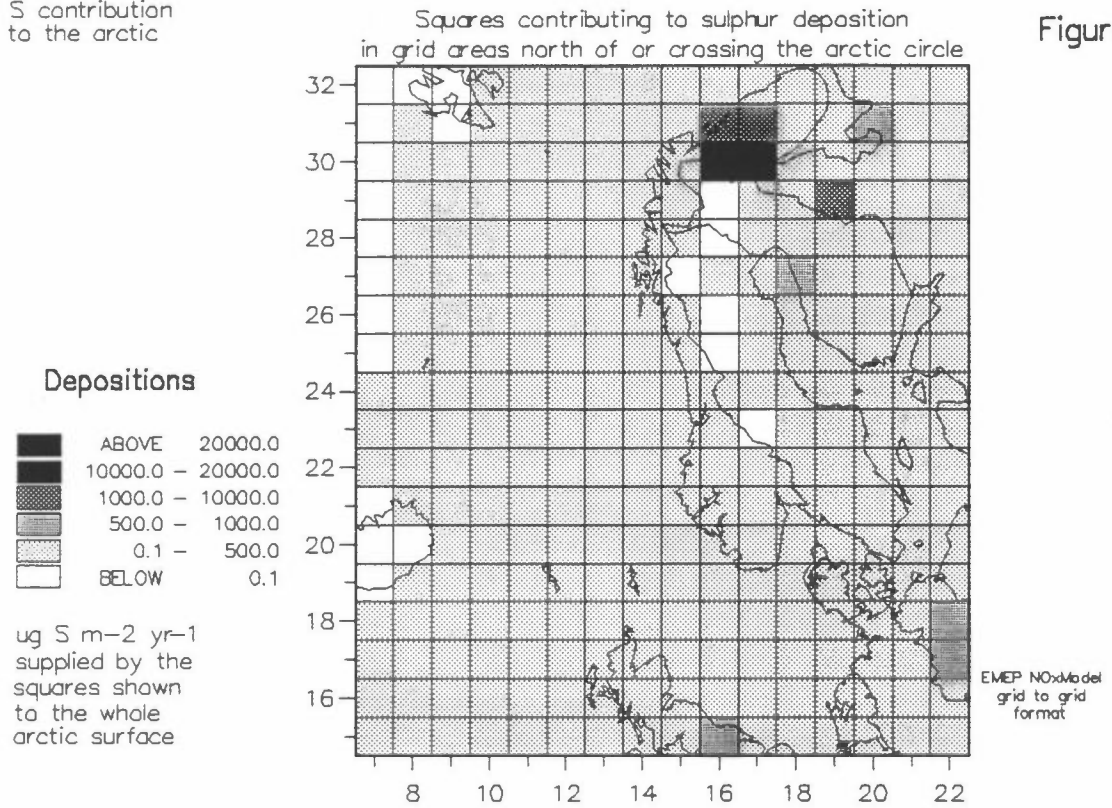 S contribution
to the arctic
Squares contributing to sulphur deposition
in grid areas north of or crossing the arctic circle
Figur
32
30
28
26
24
22
20
18
16
Depositions
ABOVE 20000.0
10000.0 - 20000.0
1000.0 - 10000.0
500.0 - 1000.0
0.1 - 500.0
BELOW 0.1
ug S m-2 yr-1
supplied by the
squares shown
to the whole
arctic surface
EMEP NOxModel
grid to grid
format
8 10 12 14 16 18 20 22